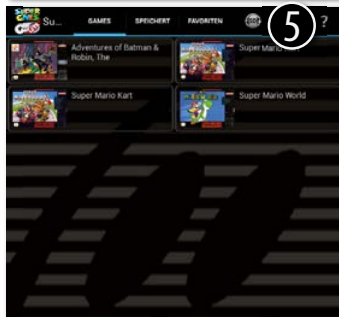 Su...
GAMES
SPEICHERT
FAVORITEN
5
?
Adventures of Batman &
Robin, The
Super Mario
Super Mario Kart
Super Mario World